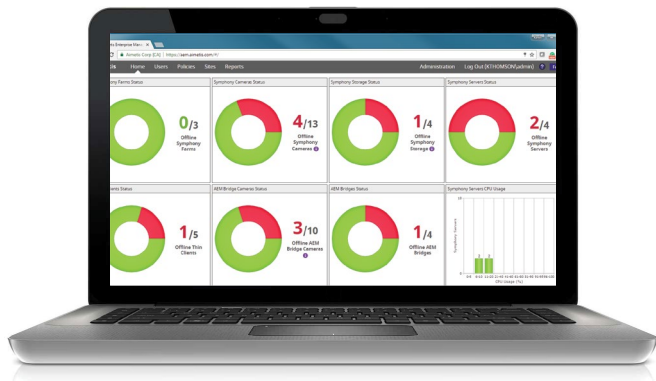 Aimetis Corp [CA] https://aem.aimetis.com/#/
Home Users Policies Sites Reports Administration Log Out (KTHOMSON\admin) ?
Symphony Cameras Status
Symphony Storage Status
Symphony Servers Status
0/3
Offline
Symphony
Farms
4/13
Offline
Symphony
Cameras
1/4
Offline
Symphony
Storage
2/4
Offline
Symphony
Servers
AEM Bridge Cameras Status
AEM Bridges Status
Symphony Servers CPU Usage
1/5
Offline Thin
Clients
3/10
Offline AEM
Bridge Cameras
1/4
Offline AEM
Bridges
Symphony Servers
CPU Usage (%)